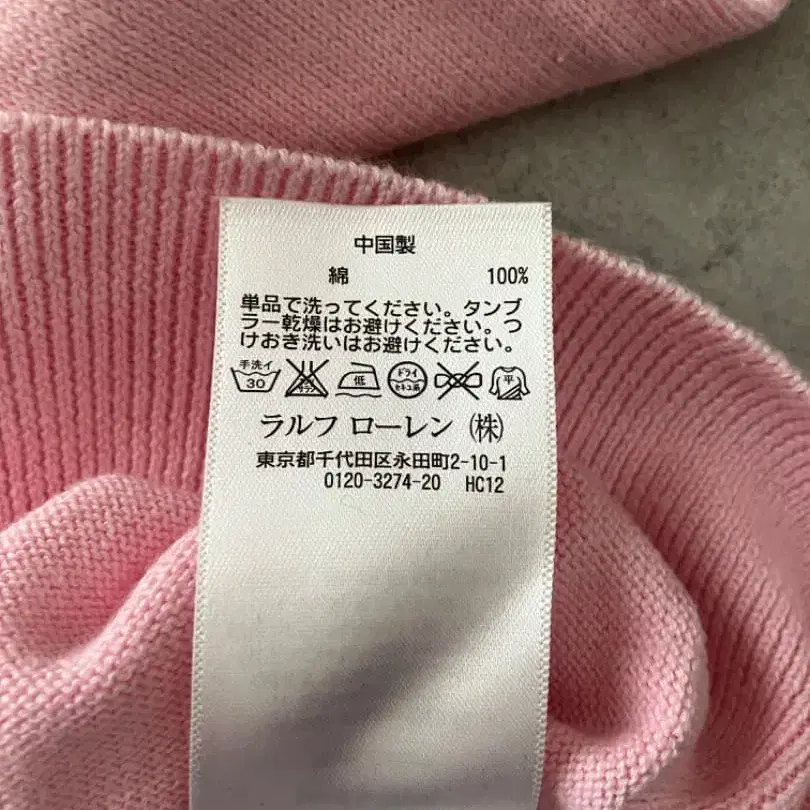 中国製
綿 100%
単品で洗ってください。タンブ
ラー乾燥はお避けください。つ
けおき洗いはお避けください。
手洗イ 30 低 ドライ セキユ系 平
ラルフ ローレン (株)
東京都千代田区永田町2-10-1
0120-3274-20 HC12